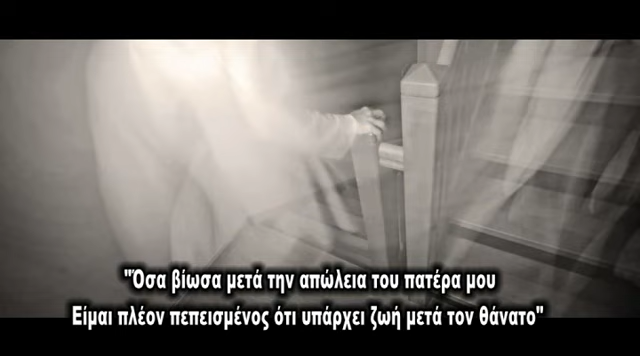 "Όσα βίωσα μετά την απώλεια του πατέρα μου
Είμαι πλέον πεπεισμένος ότι υπάρχει ζωή μετά τον θάνατο"